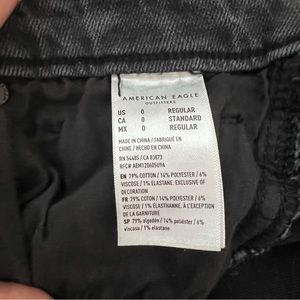 AMERICAN EAGLE
OUTFITTERS
US 0 REGULAR
CA 0 STANDARD
MX 0 REGULAR
MADE IN CHINA / FABRIQUÉ EN
CHINE / HECHO EN CHINA
RN 54485 / CA 03873
RFC# AEM120605U9A
EN 79% COTTON / 14% POLYESTER / 6%
VISCOSE / 1% ELASTANE. EXCLUSIVE OF
DECORATION
FR 79% COTON / 14% POLYESTER / 6%
VISCOSE / 1% ÉLASTHANNE. À L'EXCEPTION
DE LA GARNITURE
SP 79% algodón / 14% poliéster / 6%
viscosa / 1% elastane